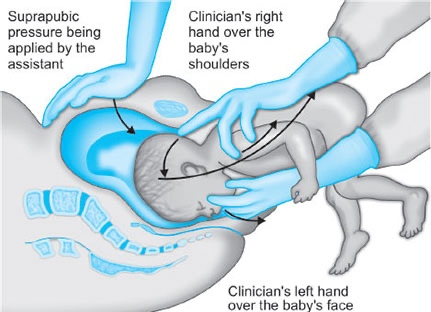 Suprapubic
pressure being
applied by the
assistant
Clinician's right
hand over the
baby's
shoulders
Clinician's left hand
over the baby's face